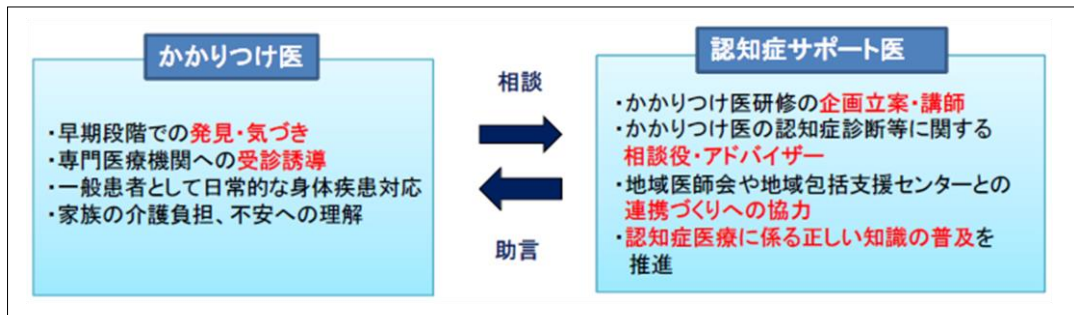 かかりつけ医
・早期段階での発見・気づき
・専門医療機関への受診誘導
・一般患者として日常的な身体疾患対応
・家族の介護負担、不安への理解
相談
助言
認知症サポート医
・かかりつけ医研修の企画立案・講師
・かかりつけ医の認知症診断等に関する
相談役・アドバイザー
・地域医師会や地域包括支援センターとの
連携づくりへの協力
・認知症医療に係る正しい知識の普及を
推進